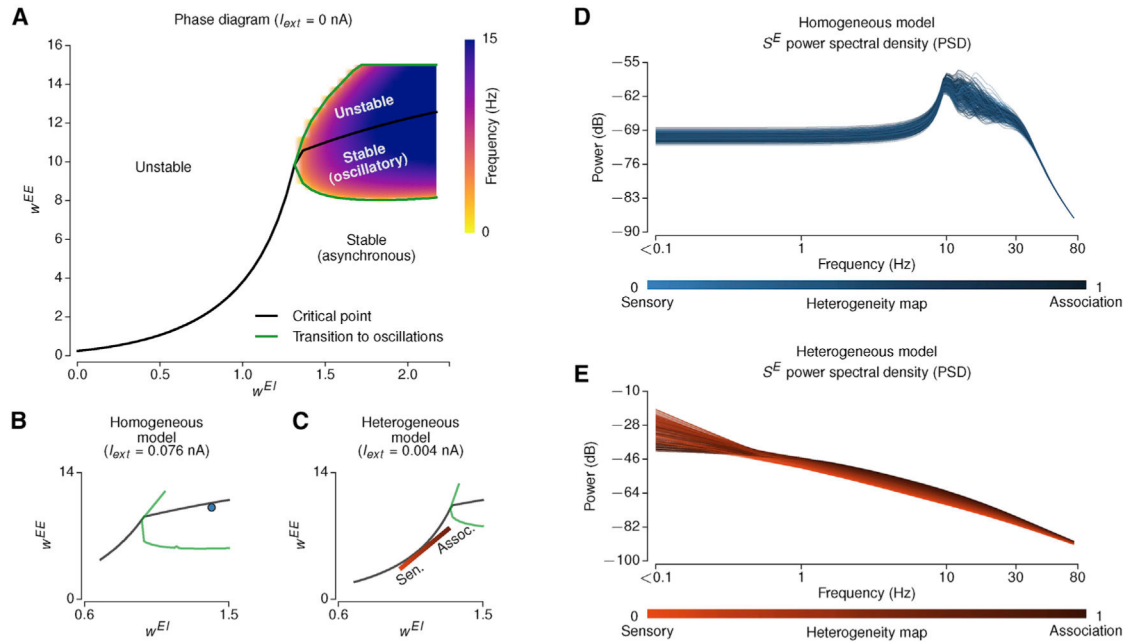 A
Phase diagram (I_ext = 0 nA)
16
14
12
10
8
6
4
2
0
w^EE
Unstable
Unstable
Stable
(oscillatory)
Stable
(asynchronous)
Critical point
Transition to oscillations
0.0
0.5
1.0
1.5
2.0
w^EI
15
Frequency (Hz)
0
B
Homogeneous
model
(I_ext = 0.076 nA)
14
w^EE
0
0.6
1.5
w^EI
C
Heterogeneous
model
(I_ext = 0.004 nA)
14
w^EE
0
Sen.
Assoc.
0.6
1.5
w^EI
D
Homogeneous model
S^E power spectral density (PSD)
−55
−62
−69
−76
−83
−90
Power (dB)
<0.1
1
10
30
80
Frequency (Hz)
0
1
Sensory
Heterogeneity map
Association
E
Heterogeneous model
S^E power spectral density (PSD)
−10
−28
−46
−64
−82
−100
Power (dB)
<0.1
1
10
30
80
Frequency (Hz)
0
1
Sensory
Heterogeneity map
Association